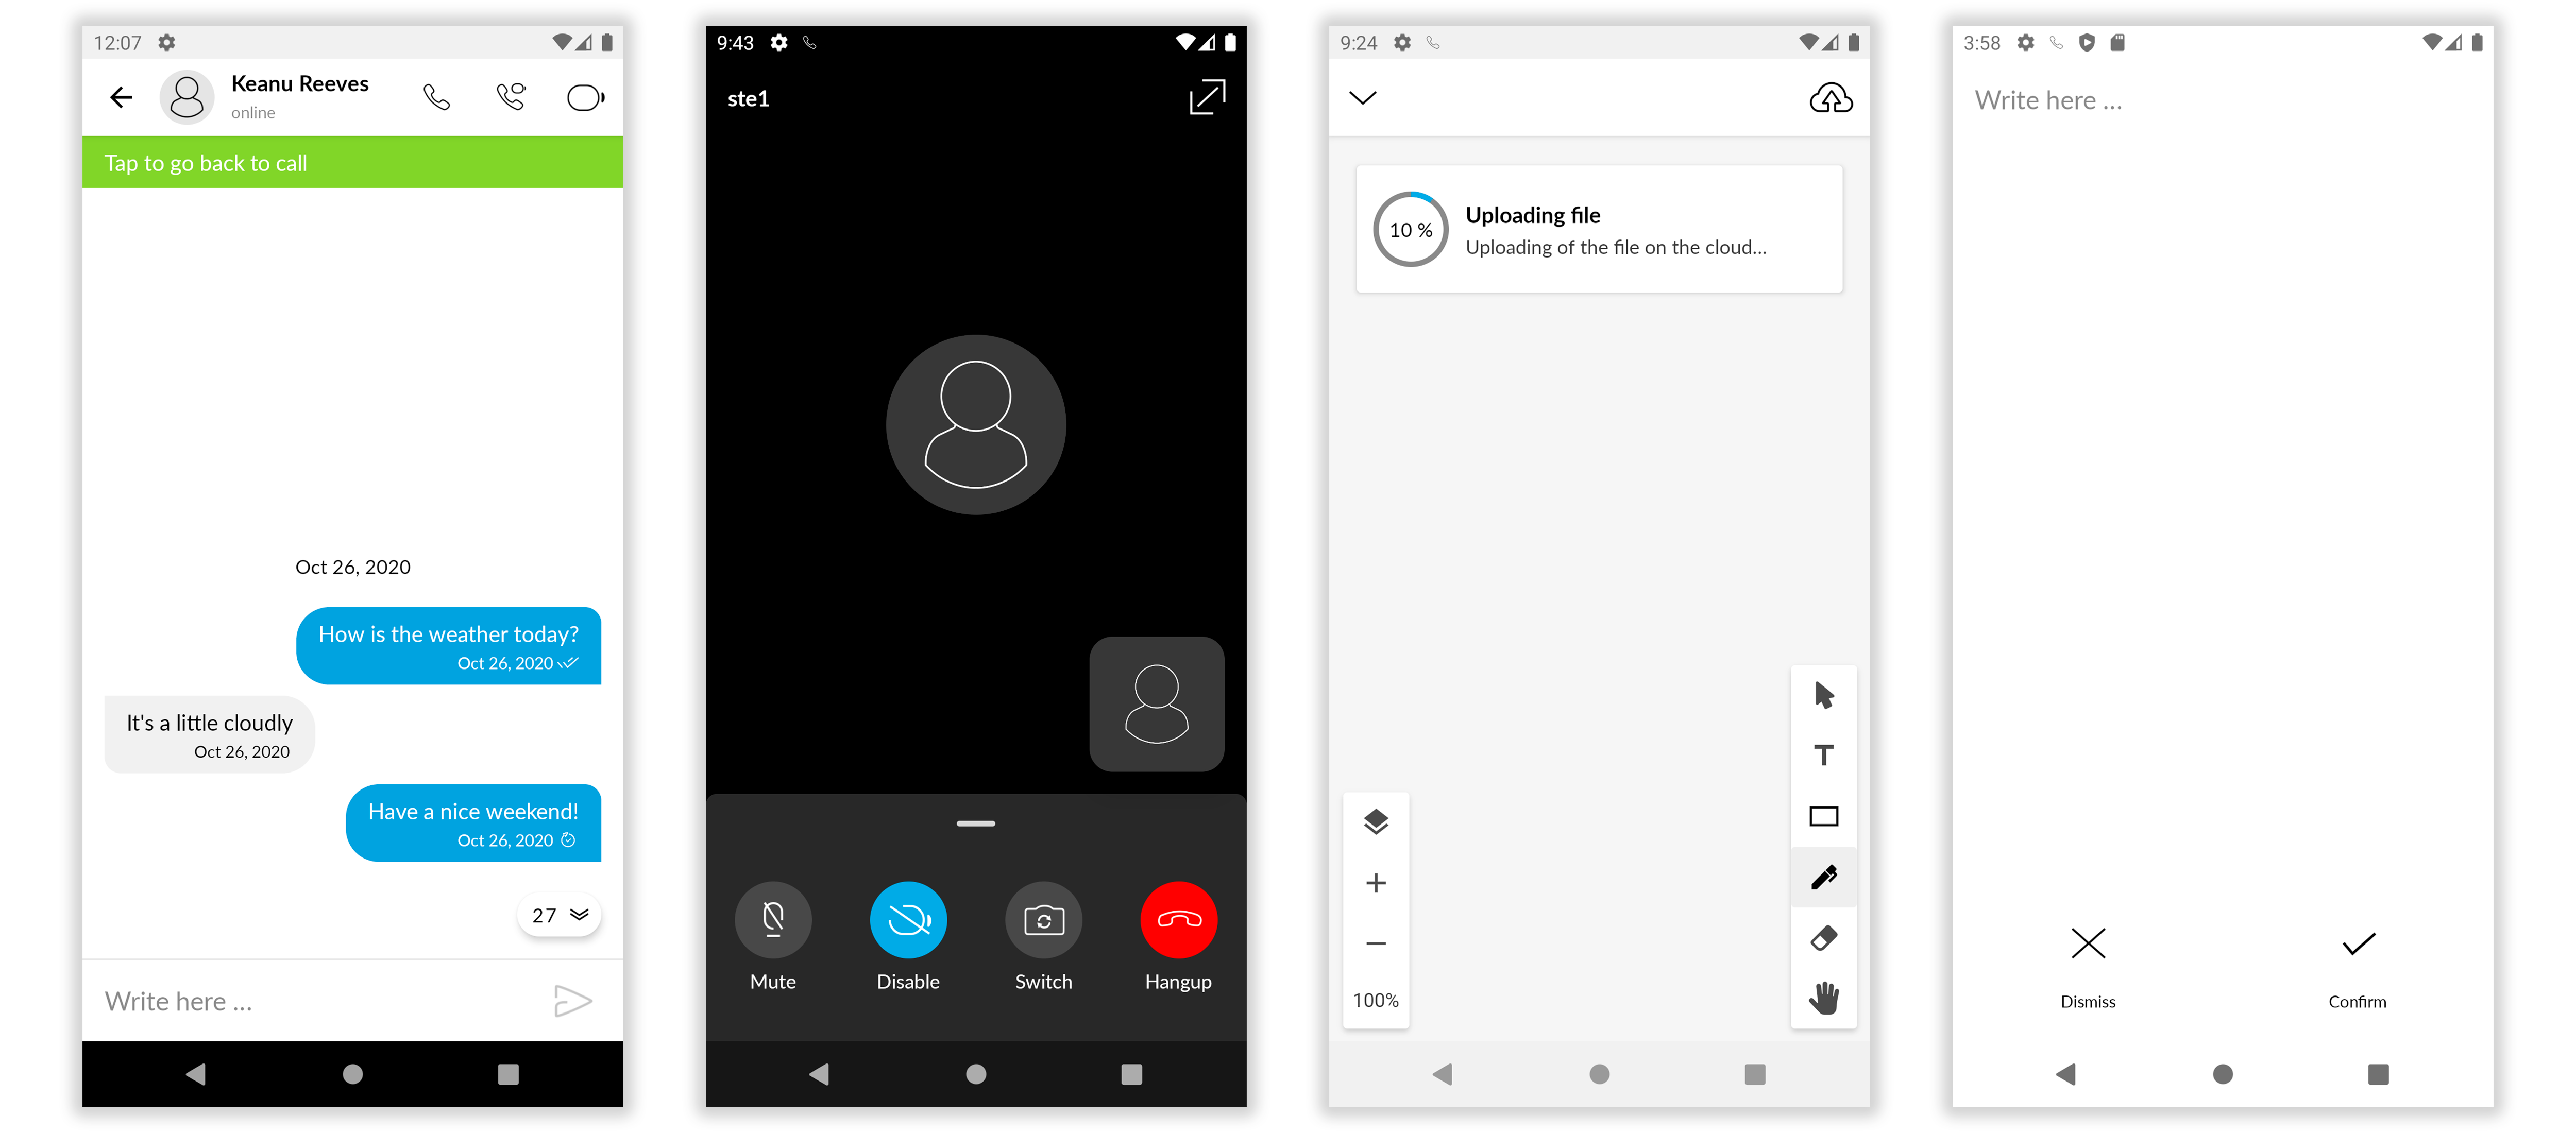 12:07
Keanu Reeves
online
Tap to go back to call
Oct 26, 2020
How is the weather today?
Oct 26, 2020
It's a little cloudly
Oct 26, 2020
Have a nice weekend!
Oct 26, 2020
27
Write here ...
9:43
ste1
Mute
Disable
Switch
Hangup
9:24
10 %
Uploading file
Uploading of the file on the cloud...
T
100%
3:58
Write here ...
Dismiss
Confirm